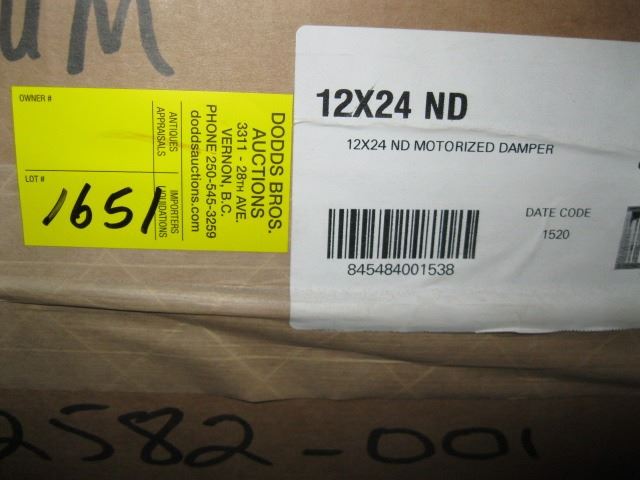 UM
OWNER #
LOT #
1651
ANTIQUES
APPRAISALS
IMPORTERS
LIQUIDATIONS
DODDS BROS.
AUCTIONS
3311 - 28TH AVE.
VERNON, B.C.
PHONE 250-545-3259
doddsauctions.com
12X24 ND
12X24 ND MOTORIZED DAMPER
DATE CODE
1520
845484001538
2582-001